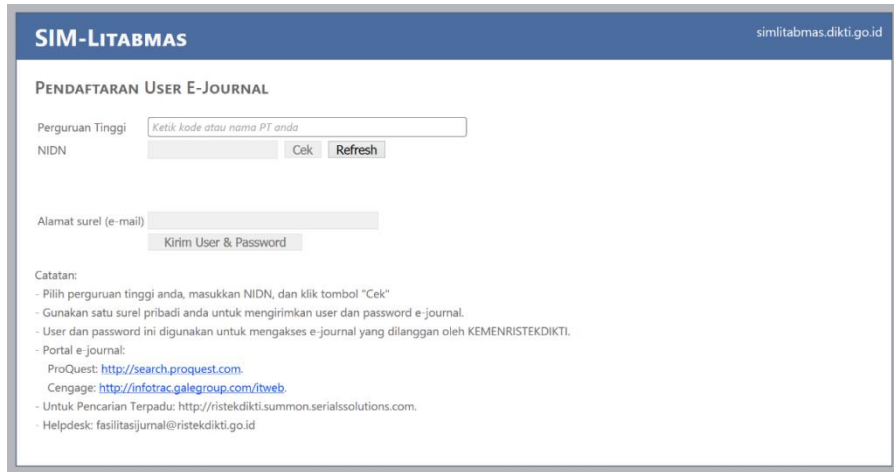 SIM-LITABMAS
simlitabmas.dikti.go.id
PENDAFTARAN USER E-JOURNAL
Perguruan Tinggi Ketik kode atau nama PT anda
NIDN Cek Refresh
Alamat surel (e-mail)
Kirim User & Password
Catatan:
- Pilih perguruan tinggi anda, masukkan NIDN, dan klik tombol "Cek"
- Gunakan satu surel pribadi anda untuk mengirimkan user dan password e-journal.
- User dan password ini digunakan untuk mengakses e-journal yang dilanggan oleh KEMENRISTEKDIKTI.
- Portal e-journal:
ProQuest: http://search.proquest.com.
Cengage: http://infotrac.galegroup.com/itweb.
- Untuk Pencarian Terpadu: http://ristekdikti.summon.serialssolutions.com.
- Helpdesk: fasilitasijurnal@ristekdikti.go.id